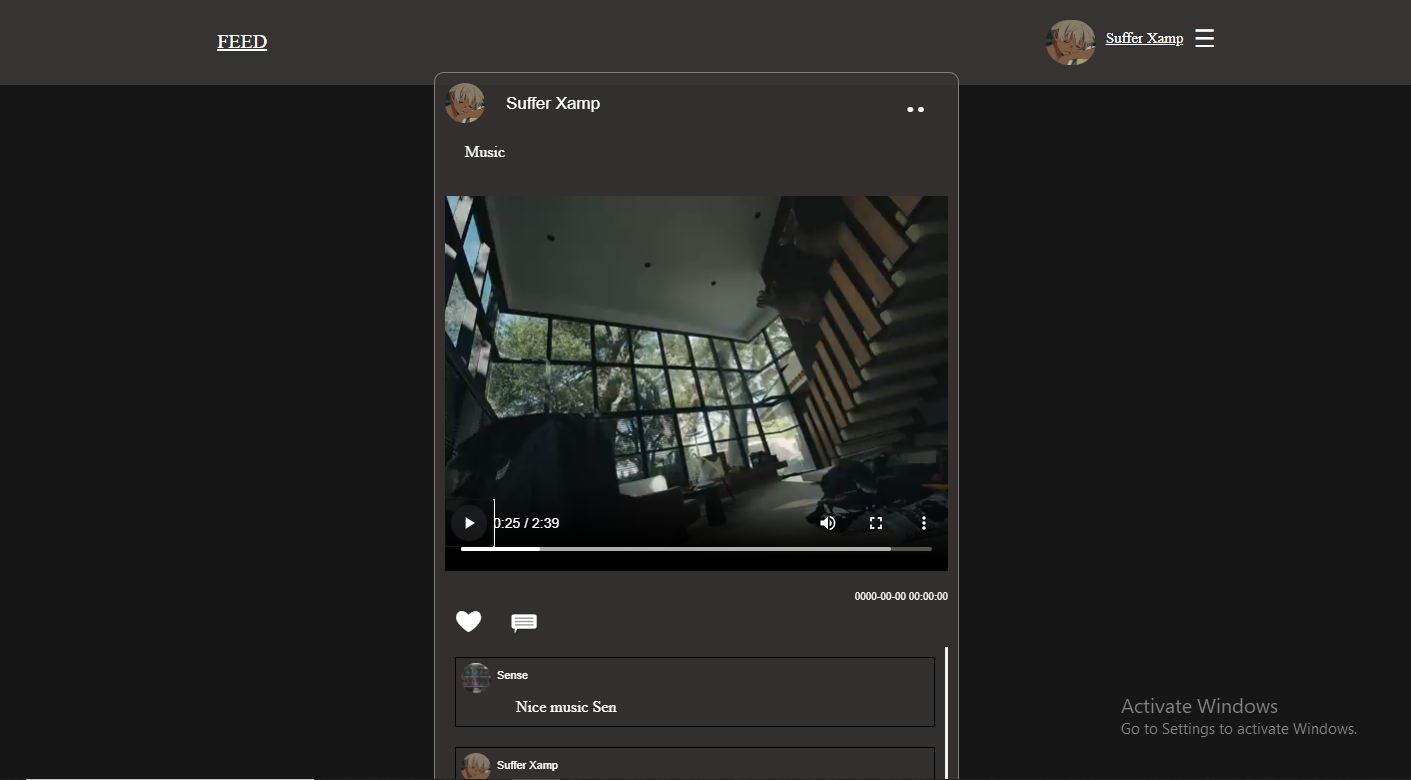 FEED
Suffer Xamp
Suffer Xamp
Music
0:25 / 2:39
0000-00-00 00:00:00
Sense
Nice music Sen
Suffer Xamp
Activate Windows
Go to Settings to activate Windows.